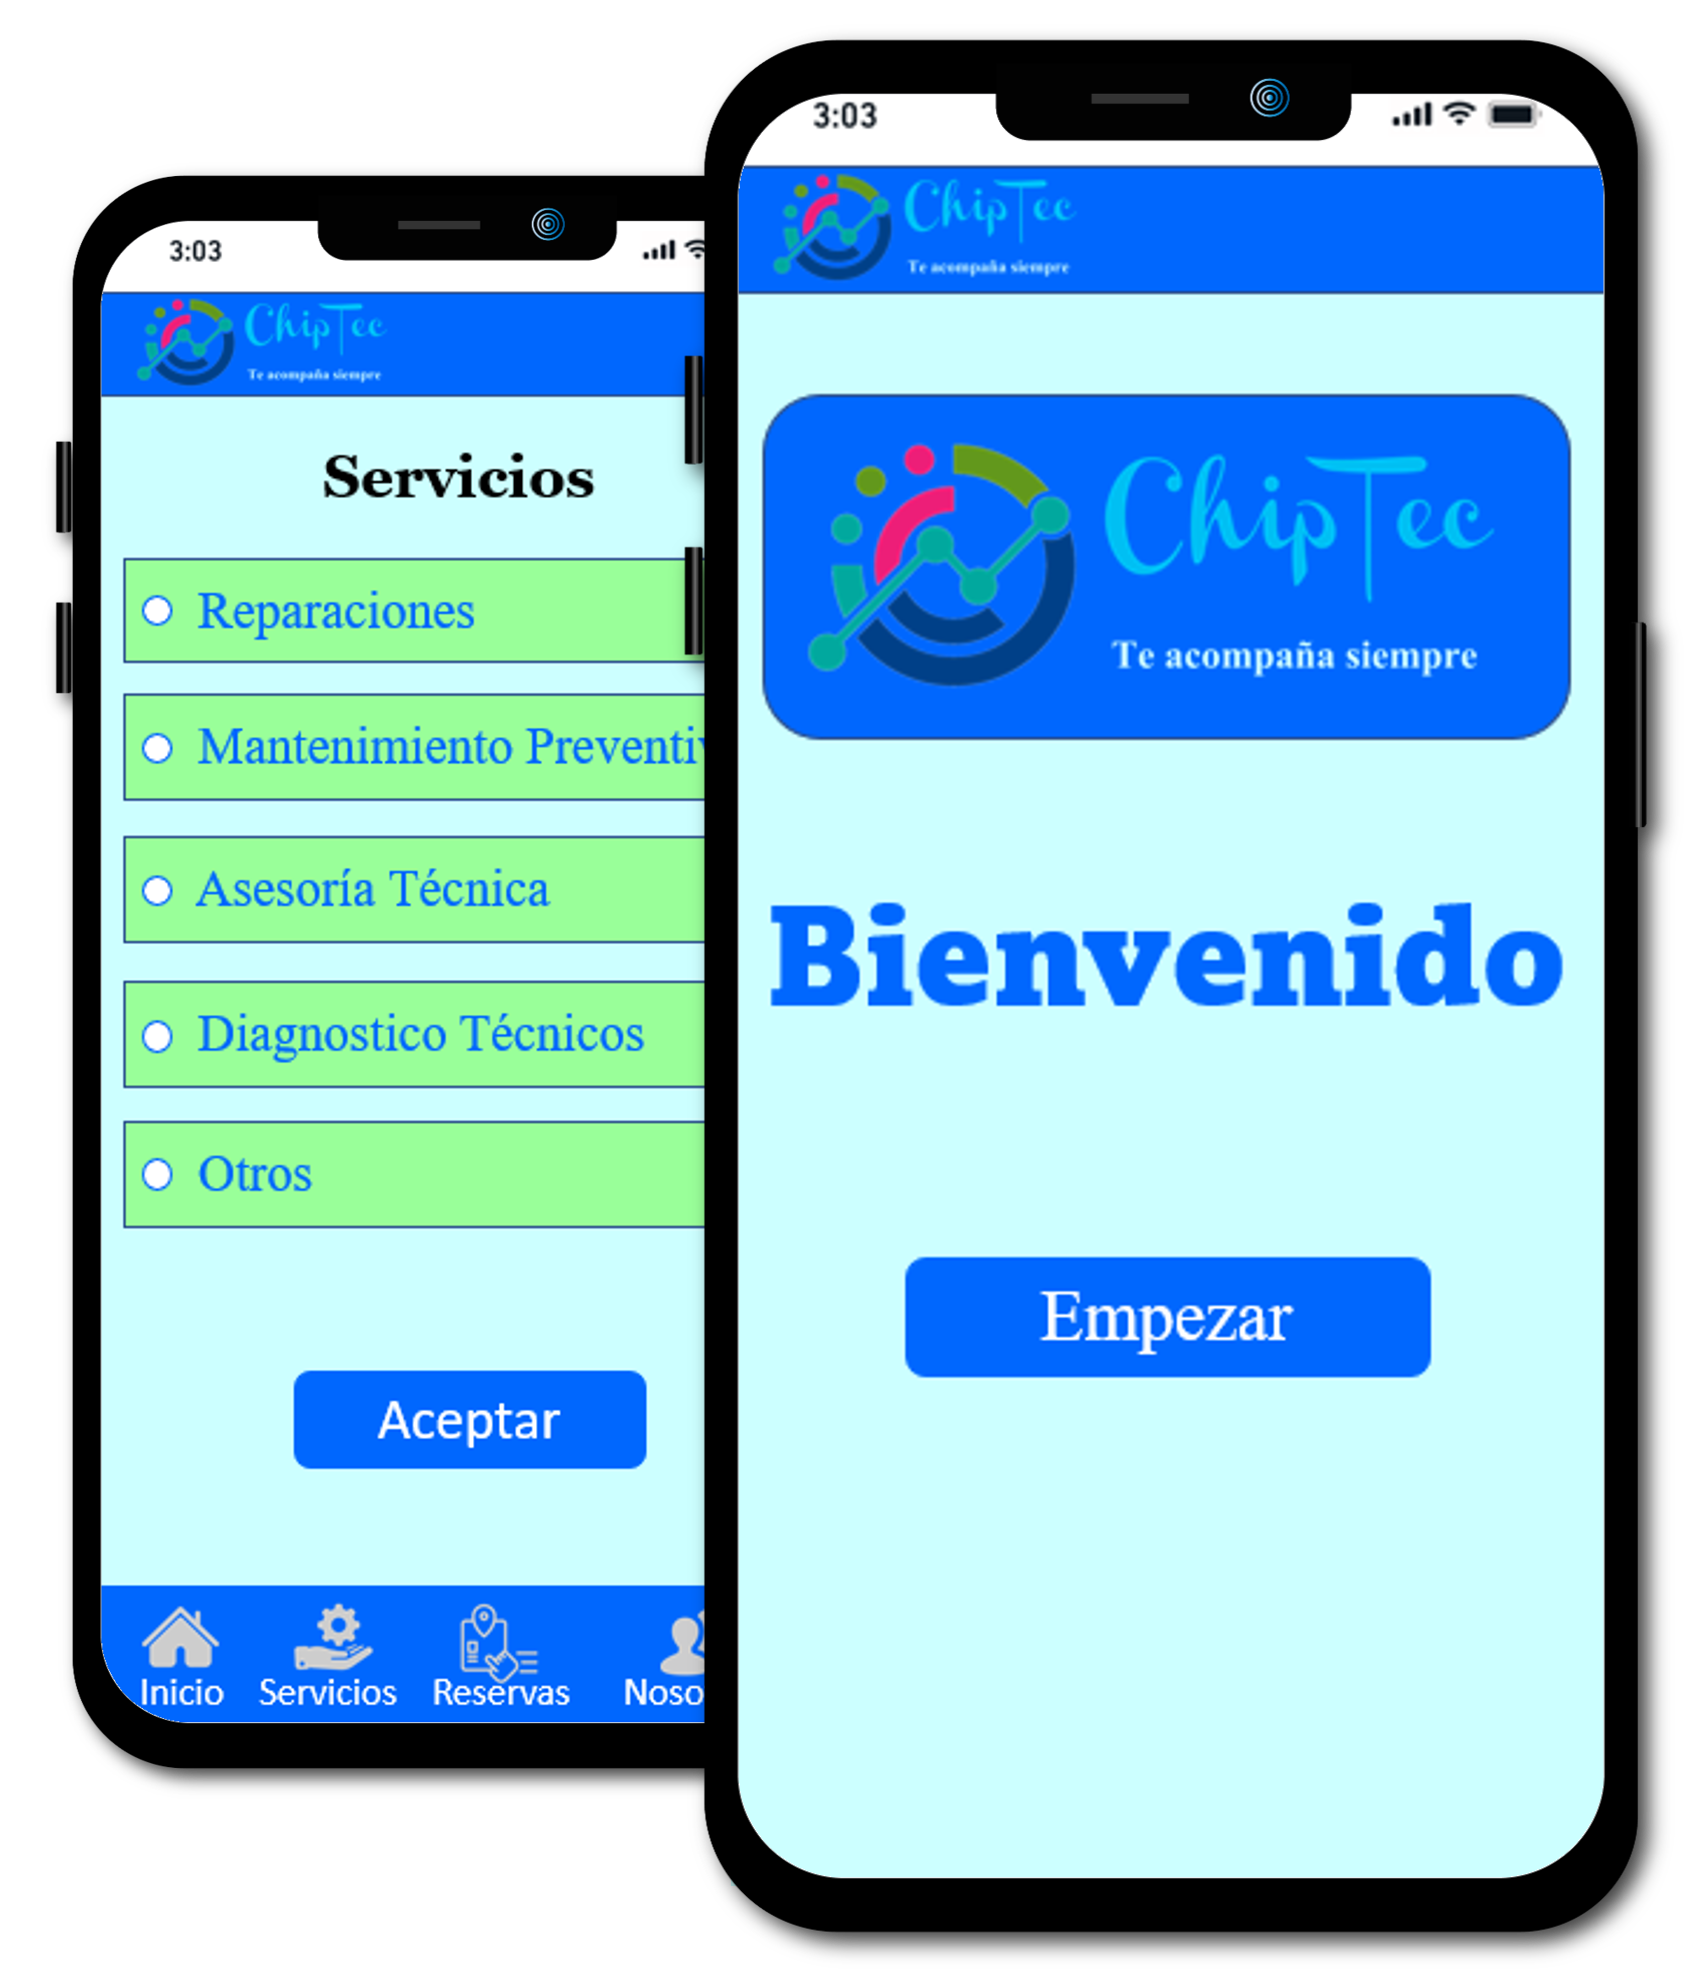 3:03
ChipTec
Te acompaña siempre
Servicios
Reparaciones
Mantenimiento Preventiv
Asesoría Técnica
Diagnostico Técnicos
Otros
Aceptar
Inicio
Servicios
Reservas
Noso
3:03
ChipTec
Te acompaña siempre
ChipTec
Te acompaña siempre
Bienvenido
Empezar